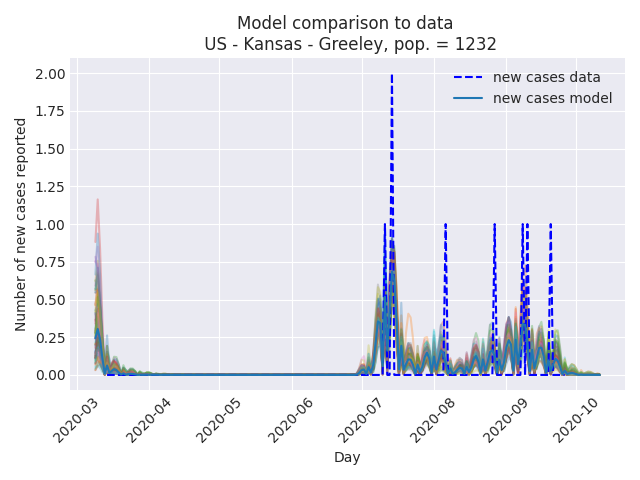 Model comparison to data
US - Kansas - Greeley, pop. = 1232
new cases data
new cases model
Number of new cases reported
2.00
1.75
1.50
1.25
1.00
0.75
0.50
0.25
0.00
2020-03
2020-04
2020-05
2020-06
2020-07
2020-08
2020-09
2020-10
Day